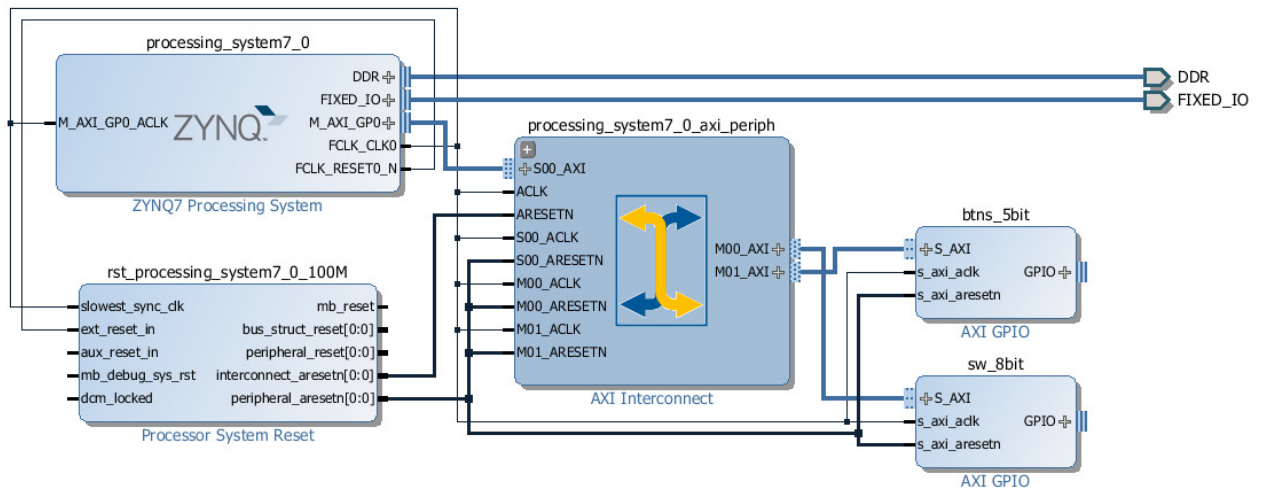 processing_system7_0
DDR
FIXED_IO
M_AXI_GP0_ACLK
ZYNQ
M_AXI_GP0
FCLK_CLK0
FCLK_RESET0_N
ZYNQ7 Processing System
DDR
FIXED_IO
processing_system7_0_axi_periph
S00_AXI
ACLK
ARESETN
S00_ACLK
S00_ARESETN
M00_ACLK
M00_ARESETN
M01_ACLK
M01_ARESETN
M00_AXI
M01_AXI
AXI Interconnect
rst_processing_system7_0_100M
slowest_sync_clk
mb_reset
ext_reset_in
bus_struct_reset[0:0]
aux_reset_in
peripheral_reset[0:0]
mb_debug_sys_rst
interconnect_aresetn[0:0]
dcm_locked
peripheral_aresetn[0:0]
Processor System Reset
btns_5bit
S_AXI
s_axi_aclk
GPIO
s_axi_aresetn
AXI GPIO
sw_8bit
S_AXI
s_axi_aclk
GPIO
s_axi_aresetn
AXI GPIO